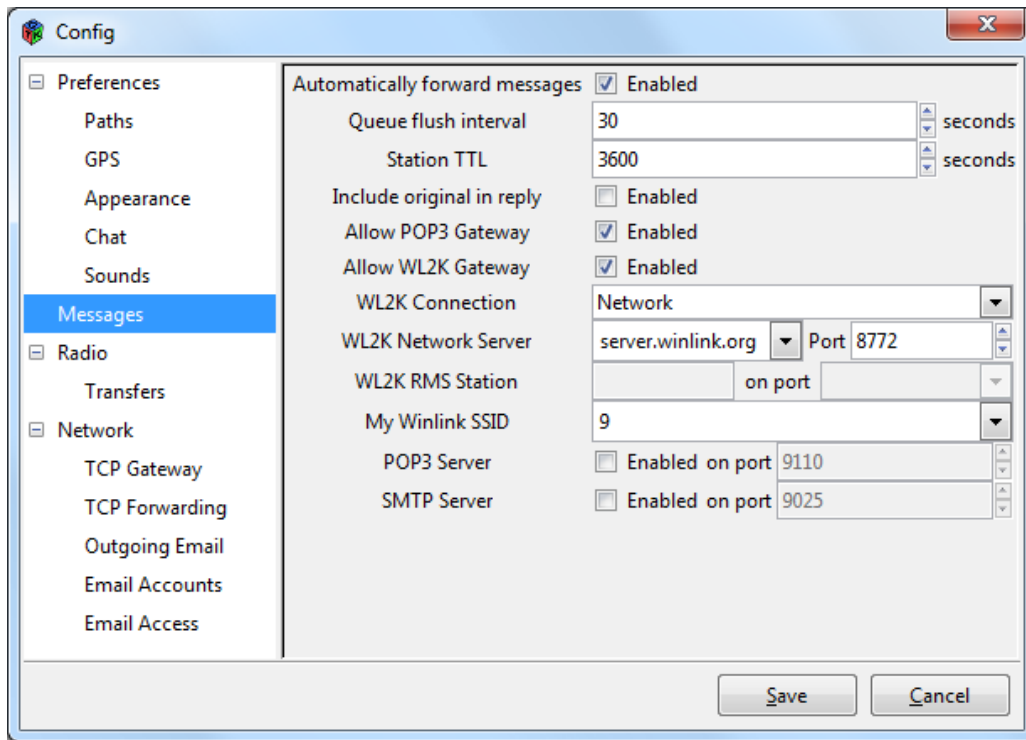 Config
Preferences
Paths
GPS
Appearance
Chat
Sounds
Messages
Radio
Transfers
Network
TCP Gateway
TCP Forwarding
Outgoing Email
Email Accounts
Email Access
Automatically forward messages Enabled
Queue flush interval 30 seconds
Station TTL 3600 seconds
Include original in reply Enabled
Allow POP3 Gateway Enabled
Allow WL2K Gateway Enabled
WL2K Connection Network
WL2K Network Server server.winlink.org Port 8772
WL2K RMS Station on port
My Winlink SSID 9
POP3 Server Enabled on port 9110
SMTP Server Enabled on port 9025
Save Cancel